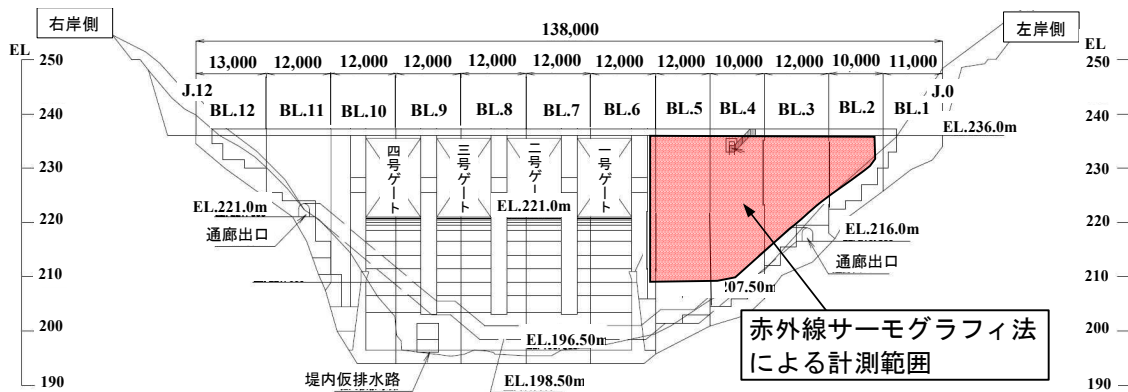 右岸側
左岸側
138,000
EL
EL
250
250
13,000 12,000 12,000 12,000 12,000 12,000 12,000 12,000 10,000 12,000 10,000 11,000
J.12
J.0
BL.12 BL.11 BL.10 BL.9 BL.8 BL.7 BL.6 BL.5 BL.4 BL.3 BL.2 BL.1
240
240
EL.236.0m
四号ゲート
三号ゲート
二号ゲート
一号ゲート
230
230
EL.221.0m
EL.221.0m
220
220
EL.216.0m
通廊出口
通廊出口
210
210
207.50m
赤外線サーモグラフィ法
による計測範囲
200
200
EL.196.50m
堤内仮排水路
EL.198.50m
190
190